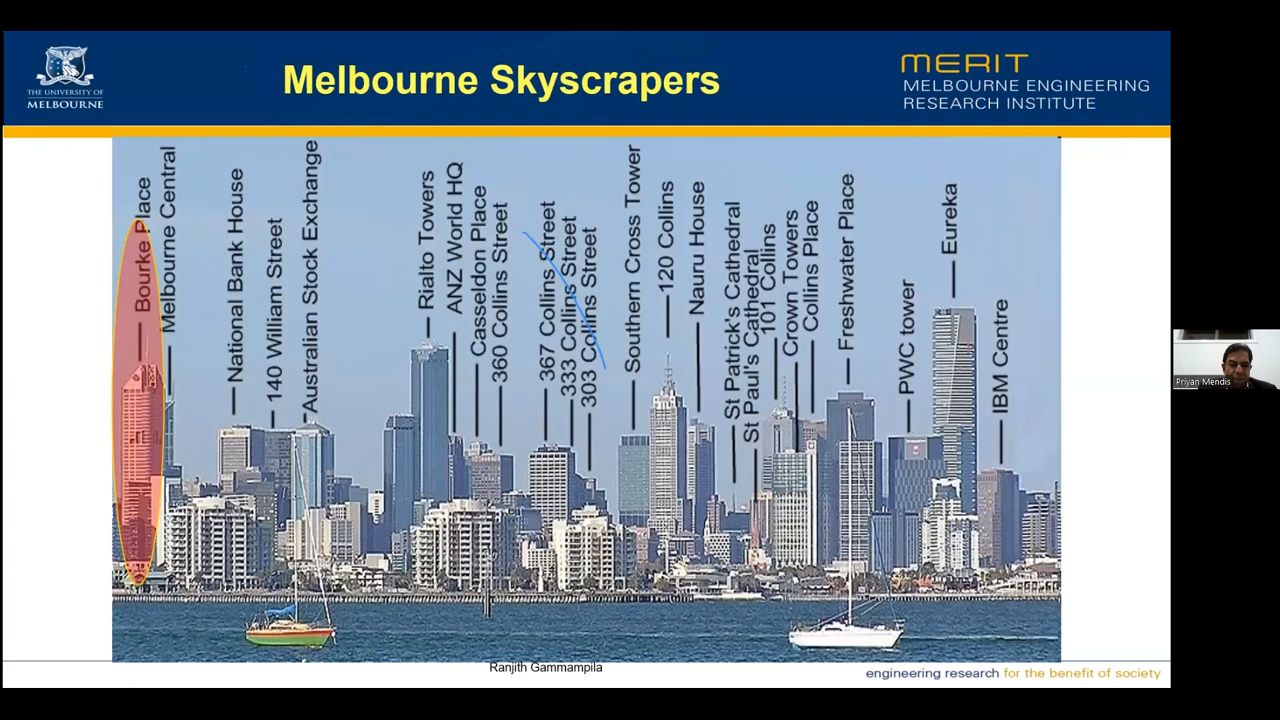 THE UNIVERSITY OF
MELBOURNE
Melbourne Skyscrapers
MERIT
MELBOURNE ENGINEERING
RESEARCH INSTITUTE
Bourke Place
Melbourne Central
National Bank House
140 William Street
Australian Stock Exchange
Rialto Towers
ANZ World HQ
Casseldon Place
360 Collins Street
367 Collins Street
333 Collins Street
303 Collins Street
Southern Cross Tower
120 Collins
Nauru House
St Patrick's Cathedral
St Paul's Cathedral
101 Collins
Crown Towers
Collins Place
Freshwater Place
PWC tower
Eureka
IBM Centre
Priyan Mendis
Ranjith Gammampila
engineering research for the benefit of society